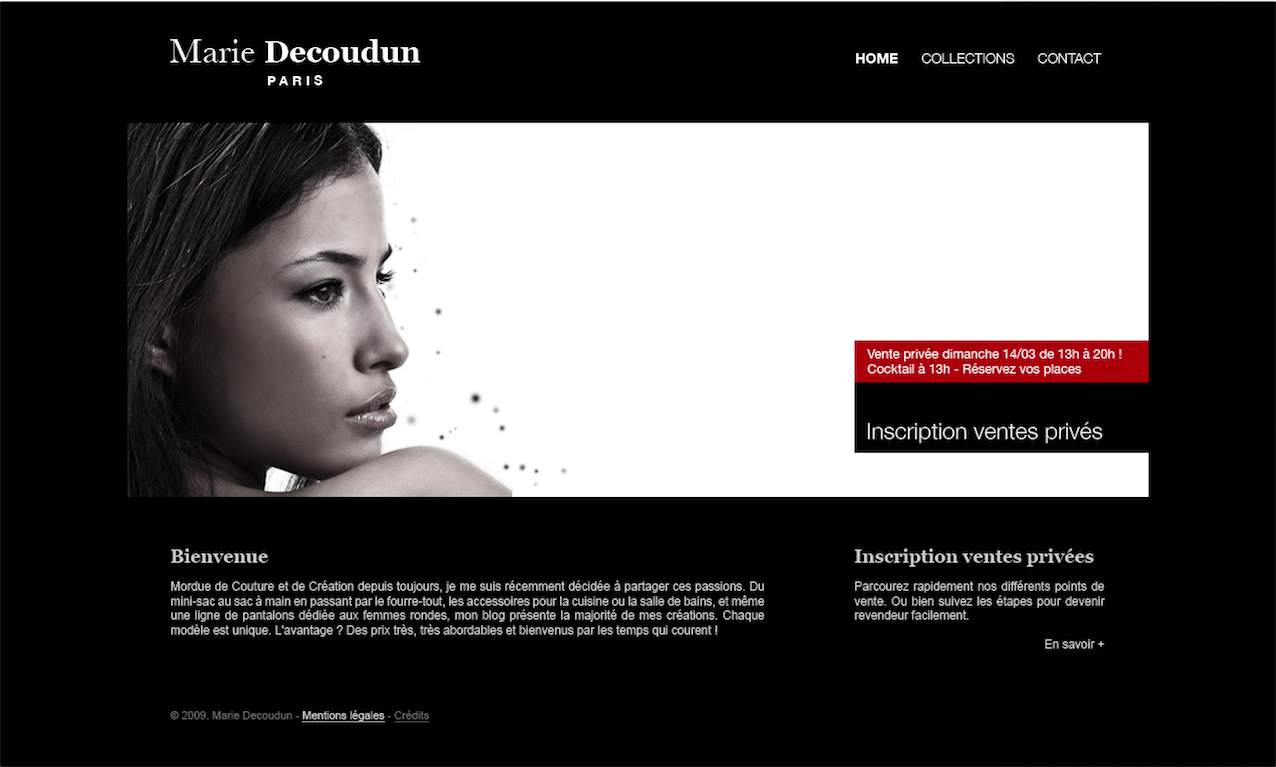 Marie Decoudun
PARIS
HOME COLLECTIONS CONTACT
Vente privée dimanche 14/03 de 13h à 20h !
Cocktail à 13h - Réservez vos places
Inscription ventes privés
Bienvenue
Mordue de Couture et de Création depuis toujours, je me suis récemment décidée à partager ces passions. Du
mini-sac au sac à main en passant par le fourre-tout, les accessoires pour la cuisine ou la salle de bains, et même
une ligne de pantalons dédiée aux femmes rondes, mon blog présente la majorité de mes créations. Chaque
modèle est unique. L'avantage ? Des prix très, très abordables et bienvenus par les temps qui courent !
Inscription ventes privées
Parcourez rapidement nos différents points de
vente. Ou bien suivez les étapes pour devenir
revendeur facilement.
En savoir +
© 2009. Marie Decoudun - Mentions légales - Crédits